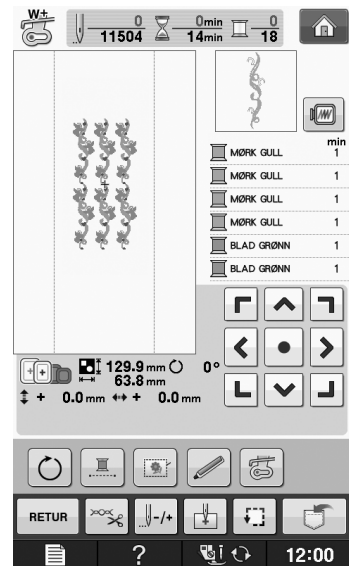 W+
0 0min 0
11504 14min 18
min
MØRK GULL 1
MØRK GULL 1
MØRK GULL 1
MØRK GULL 1
BLAD GRØNN 1
BLAD GRØNN 1
129.9 mm 0°
63.8 mm
+ 0.0 mm + 0.0 mm
RETUR -/+
? 12:00